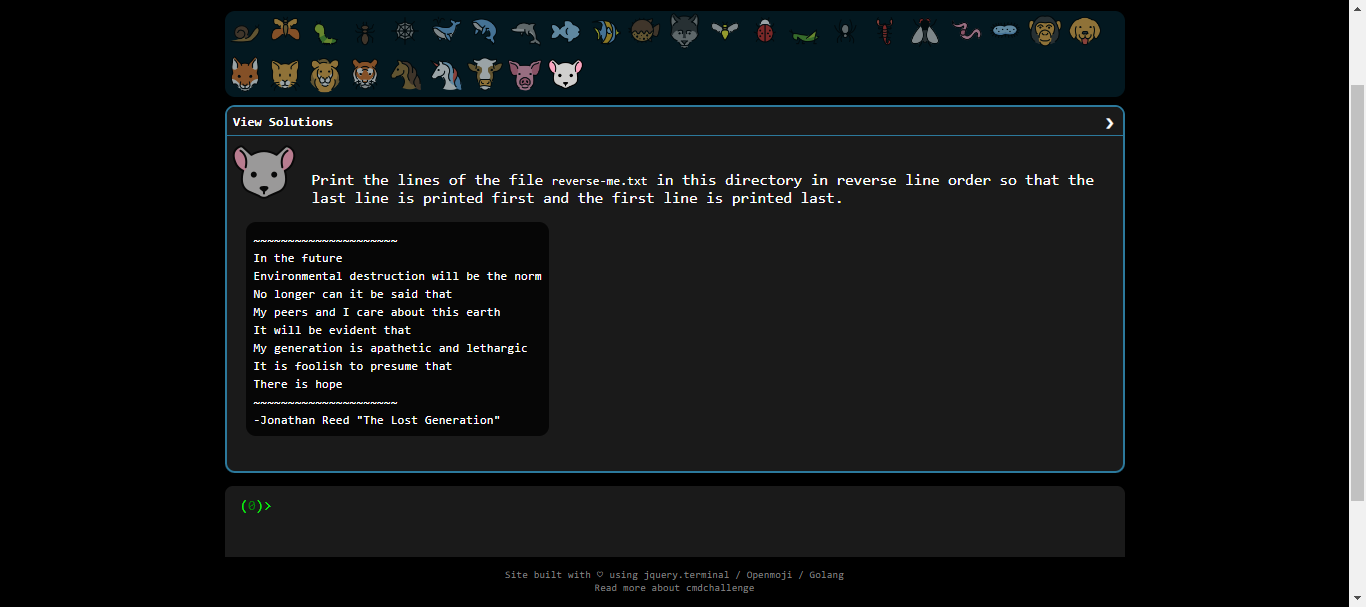 View Solutions
❯
Print the lines of the file reverse-me.txt in this directory in reverse line order so that the
last line is printed first and the first line is printed last.
~~~~~~~~~~~~~~~~~~~~~
In the future
Environmental destruction will be the norm
No longer can it be said that
My peers and I care about this earth
It will be evident that
My generation is apathetic and lethargic
It is foolish to presume that
There is hope
~~~~~~~~~~~~~~~~~~~~~
-Jonathan Reed "The Lost Generation"
(0)>
Site built with ♡ using jquery.terminal / Openmoji / Golang
Read more about cmdchallenge